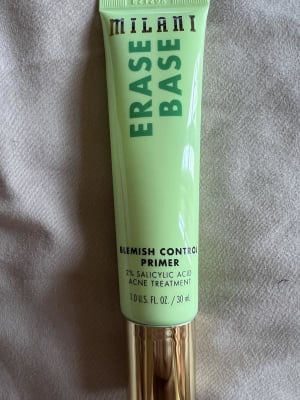 MILANI
ERASE
BASE
BLEMISH CONTROL
PRIMER
2% SALICYLIC ACID
ACNE TREATMENT
1.0 U.S. FL. OZ. / 30 mL